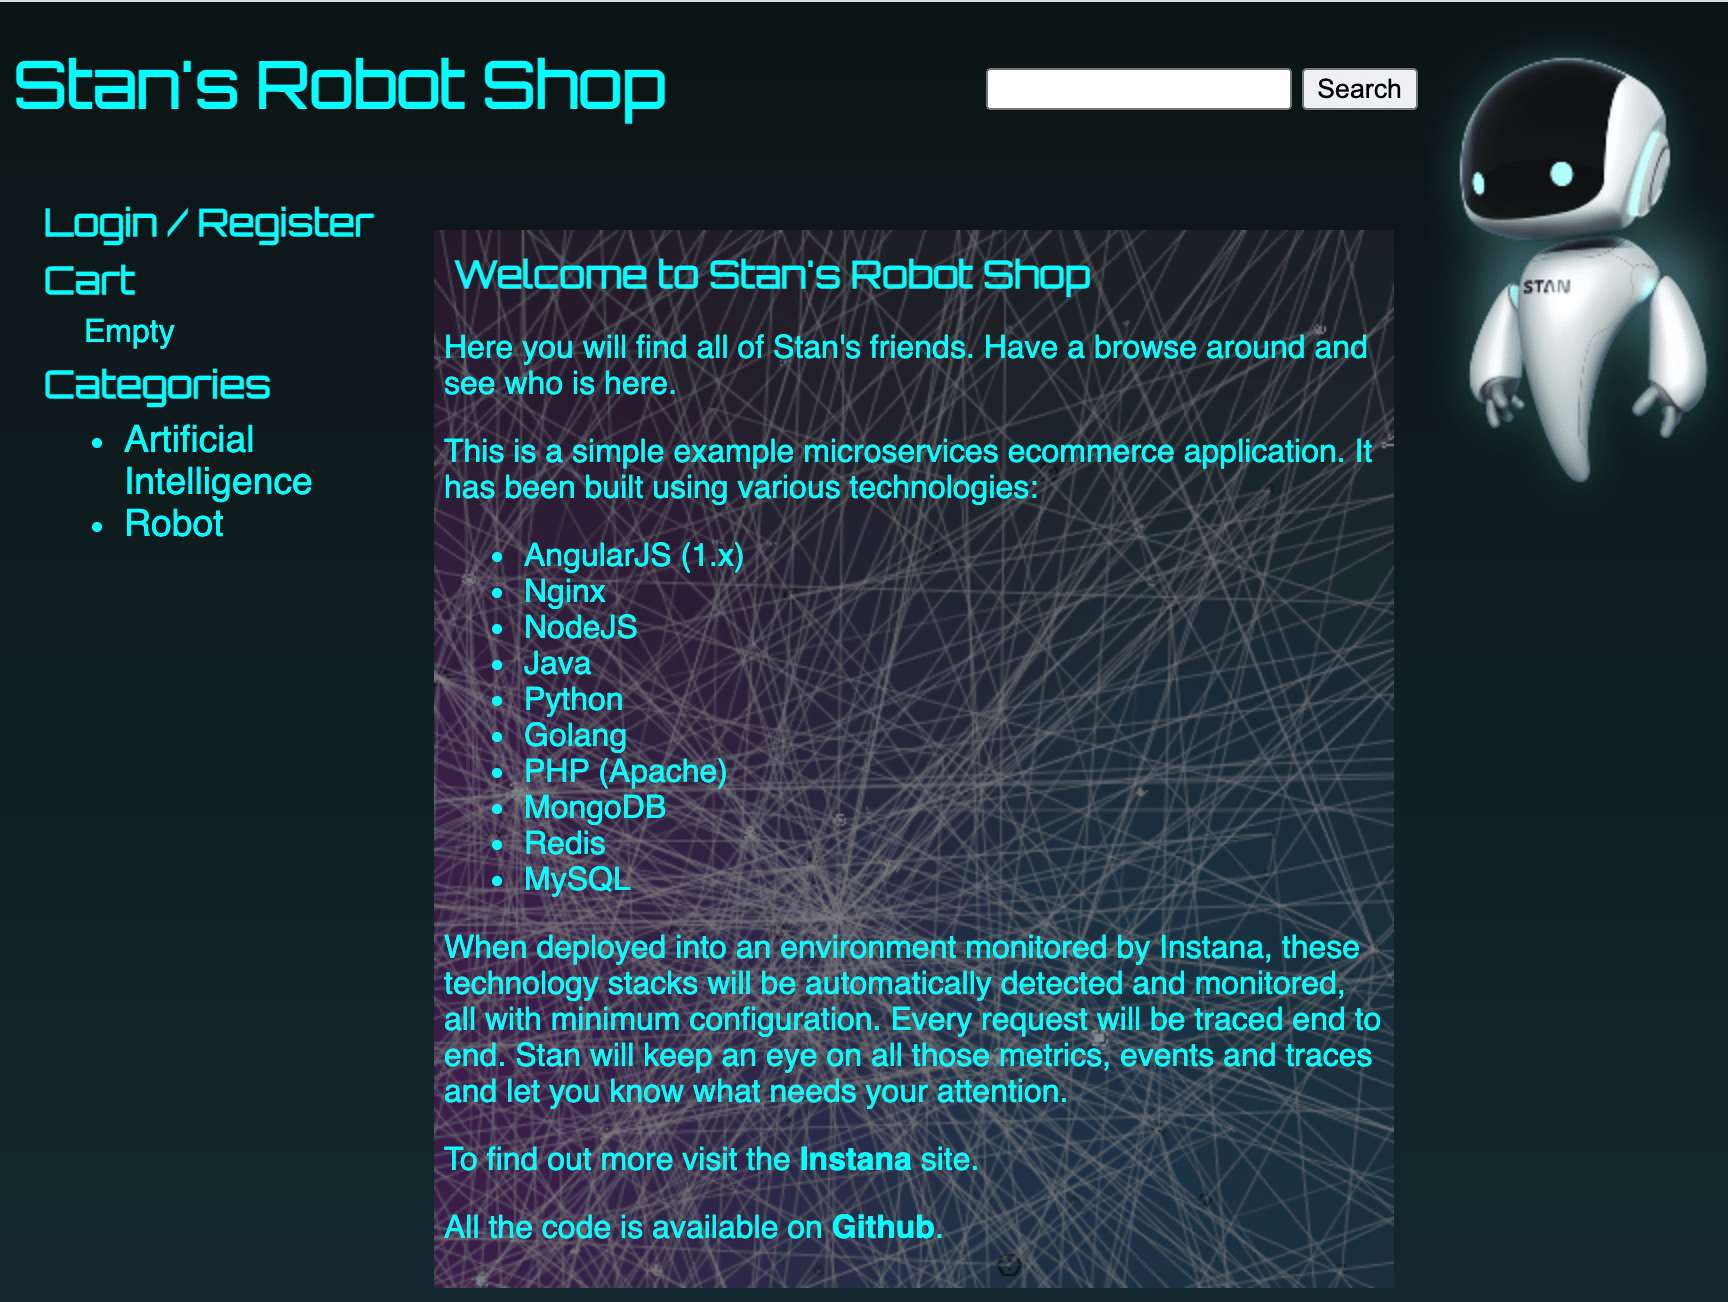 Stan's Robot Shop
Search
Login / Register
Cart
Empty
Categories
• Artificial
Intelligence
• Robot
Welcome to Stan's Robot Shop
Here you will find all of Stan's friends. Have a browse around and
see who is here.
This is a simple example microservices ecommerce application. It
has been built using various technologies:
• AngularJS (1.x)
• Nginx
• NodeJS
• Java
• Python
• Golang
• PHP (Apache)
• MongoDB
• Redis
• MySQL
When deployed into an environment monitored by Instana, these
technology stacks will be automatically detected and monitored,
all with minimum configuration. Every request will be traced end to
end. Stan will keep an eye on all those metrics, events and traces
and let you know what needs your attention.
To find out more visit the Instana site.
All the code is available on Github.
STAN